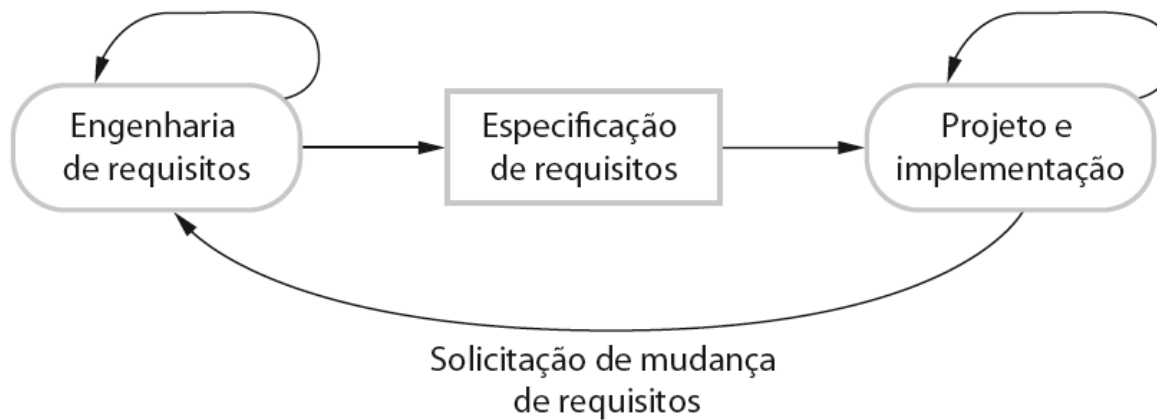 Engenharia
de requisitos
Especificação
de requisitos
Projeto e
implementação
Solicitação de mudança
de requisitos